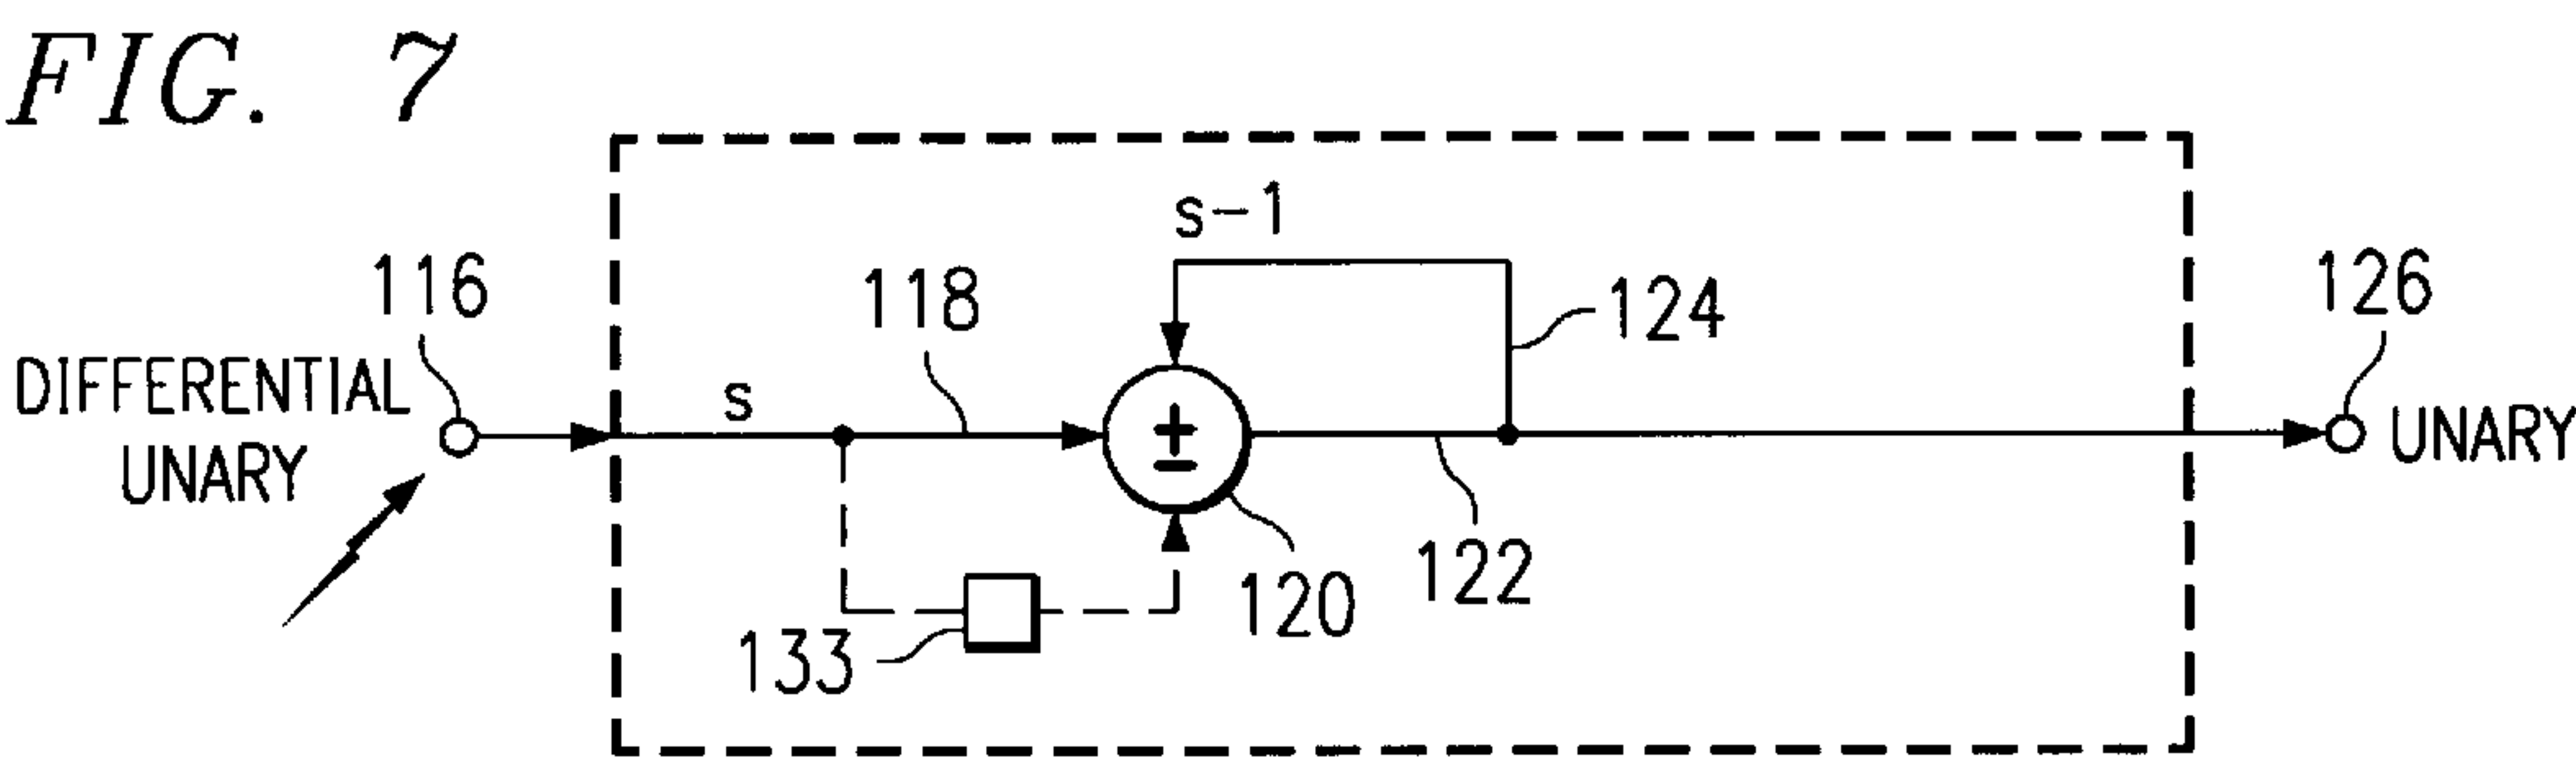 FIG. 7
s-1
116
118
124
126
DIFFERENTIAL
UNARY
s
±
UNARY
133
120
122